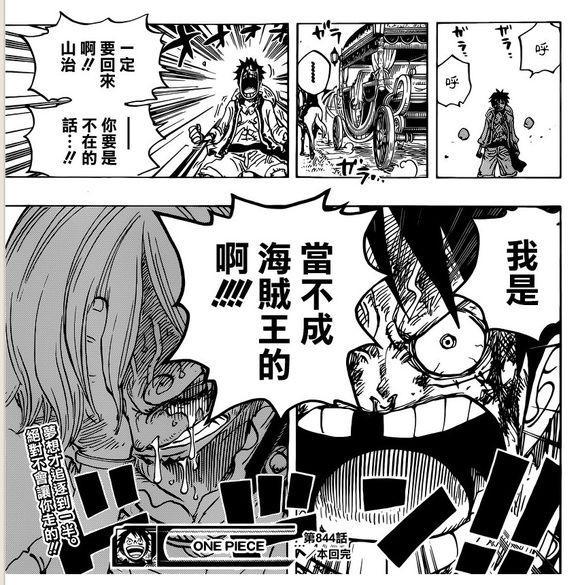 呼
呼
ガラ
ガラ
ガラ
一定
要回來
啊!!
山治
——
你要是
不在的
話…!!
我是
當不成
海賊王的
啊!!!!
夢想才追逐到一半。
絕對不會讓你走的!!
ONE PIECE
第844話
本回完